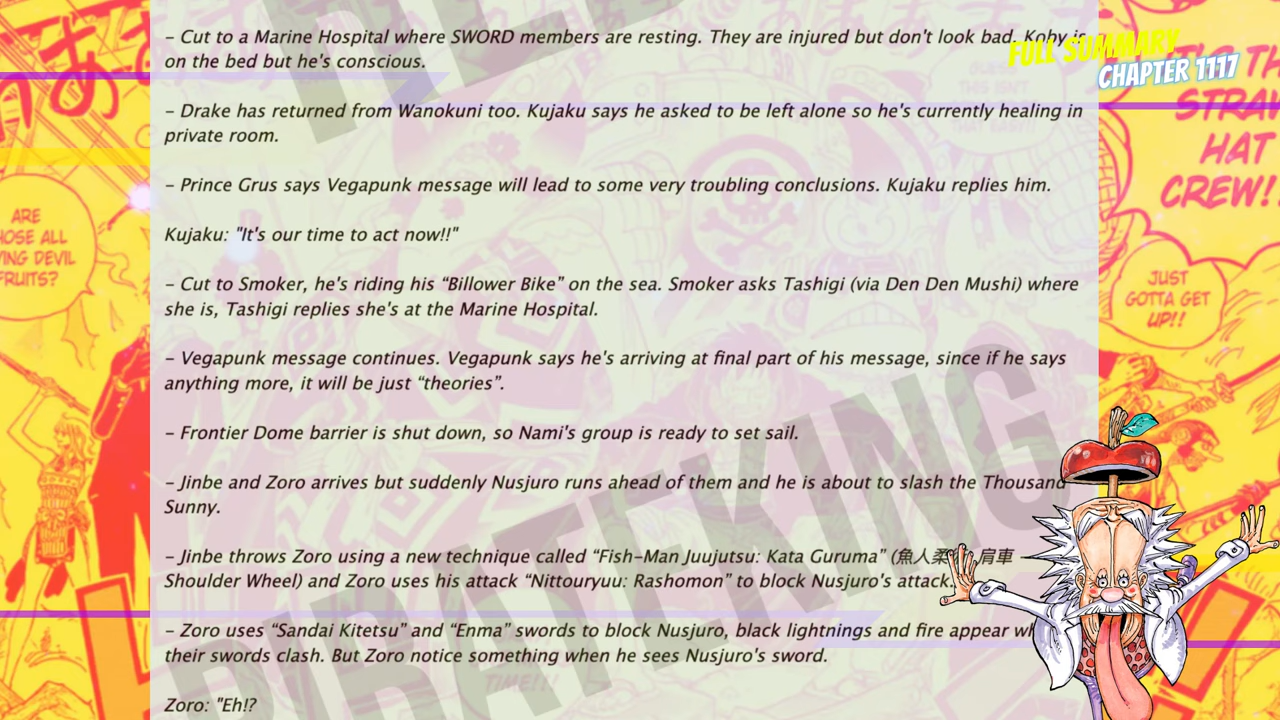 – Cut to a Marine Hospital where SWORD members are resting. They are injured but don't look bad. Koby is
on the bed but he's conscious.
FULL SUMMARY
CHAPTER 1117
– Drake has returned from Wanokuni too. Kujaku says he asked to be left alone so he's currently healing in
private room.
– Prince Grus says Vegapunk message will lead to some very troubling conclusions. Kujaku replies him.
Kujaku: "It's our time to act now!!"
– Cut to Smoker, he's riding his “Billower Bike” on the sea. Smoker asks Tashigi (via Den Den Mushi) where
she is, Tashigi replies she's at the Marine Hospital.
– Vegapunk message continues. Vegapunk says he's arriving at final part of his message, since if he says
anything more, it will be just “theories”.
– Frontier Dome barrier is shut down, so Nami's group is ready to set sail.
– Jinbe and Zoro arrives but suddenly Nusjuro runs ahead of them and he is about to slash the Thousand
Sunny.
– Jinbe throws Zoro using a new technique called “Fish-Man Juujutsu: Kata Guruma” (魚人柔 肩車 –
Shoulder Wheel) and Zoro uses his attack “Nittouryuu: Rashomon” to block Nusjuro's attack.
– Zoro uses “Sandai Kitetsu” and “Enma” swords to block Nusjuro, black lightnings and fire appear
their swords clash. But Zoro notice something when he sees Nusjuro's sword.
Zoro: "Eh!?
ARE
ALL
DEVIL
FRUITS?
HAT
CREW!
JUST
GOTTA GET
UP!!
PIRATEKING
TIME!!